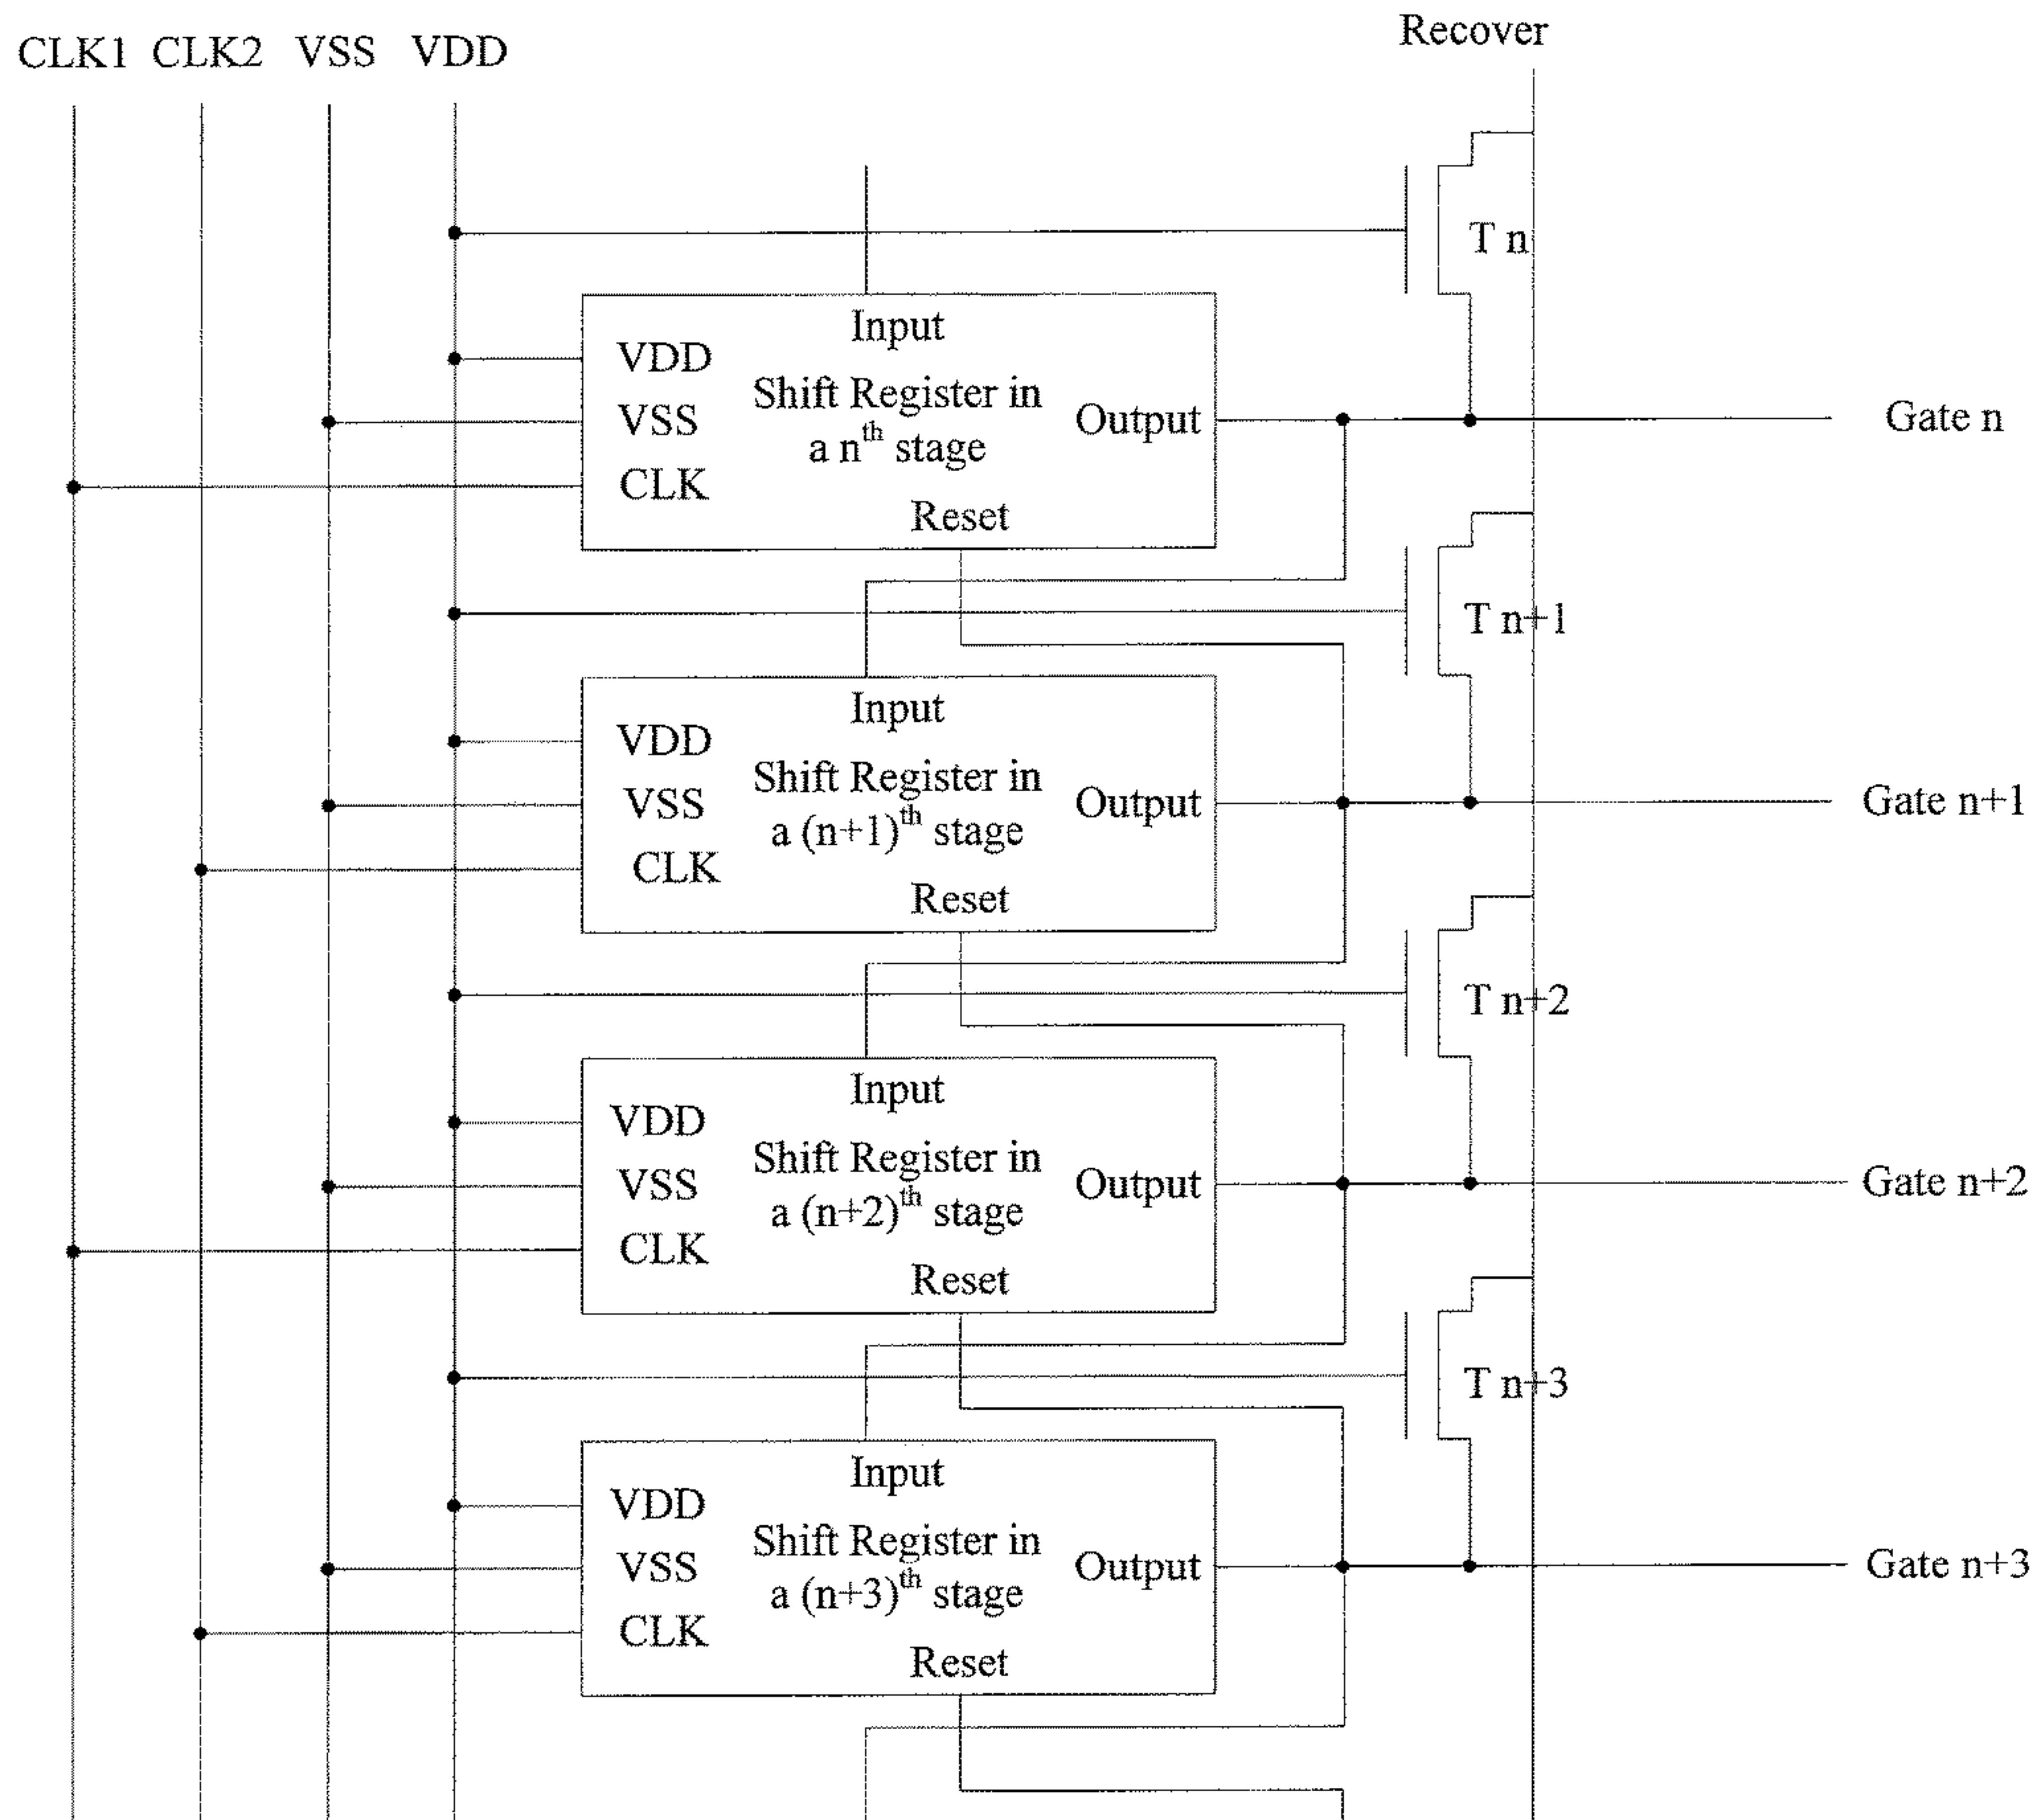 Recover
CLK1 CLK2 VSS VDD
T n
Input
VDD
Shift Register in
VSS
Output
a nth stage
CLK
Reset
Gate n
T n+1
Input
VDD
Shift Register in
VSS
Output
a (n+1)th stage
CLK
Reset
Gate n+1
T n+2
Input
VDD
Shift Register in
VSS
Output
a (n+2)th stage
CLK
Reset
Gate n+2
T n+3
Input
VDD
Shift Register in
VSS
Output
a (n+3)th stage
CLK
Reset
Gate n+3